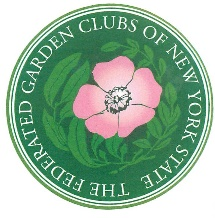 THE FEDERATED GARDEN CLUBS OF NEW YORK STATE